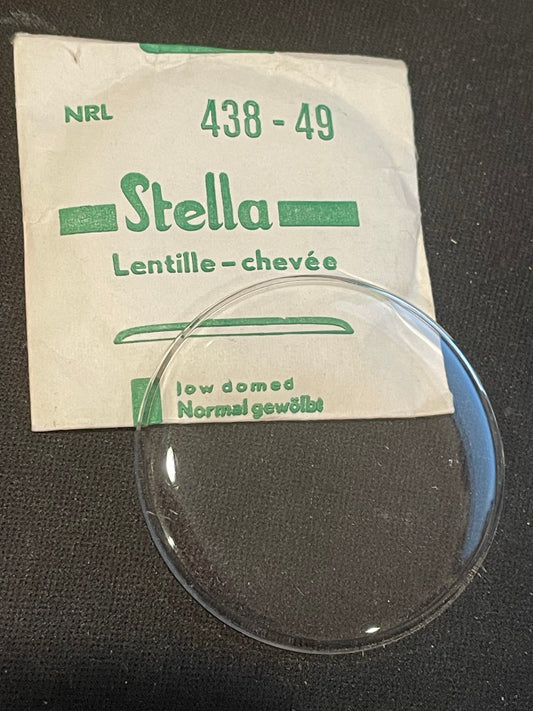 NRL 438 - 49
Stella
Lentille - chevée
low domed
Normal gewölbt